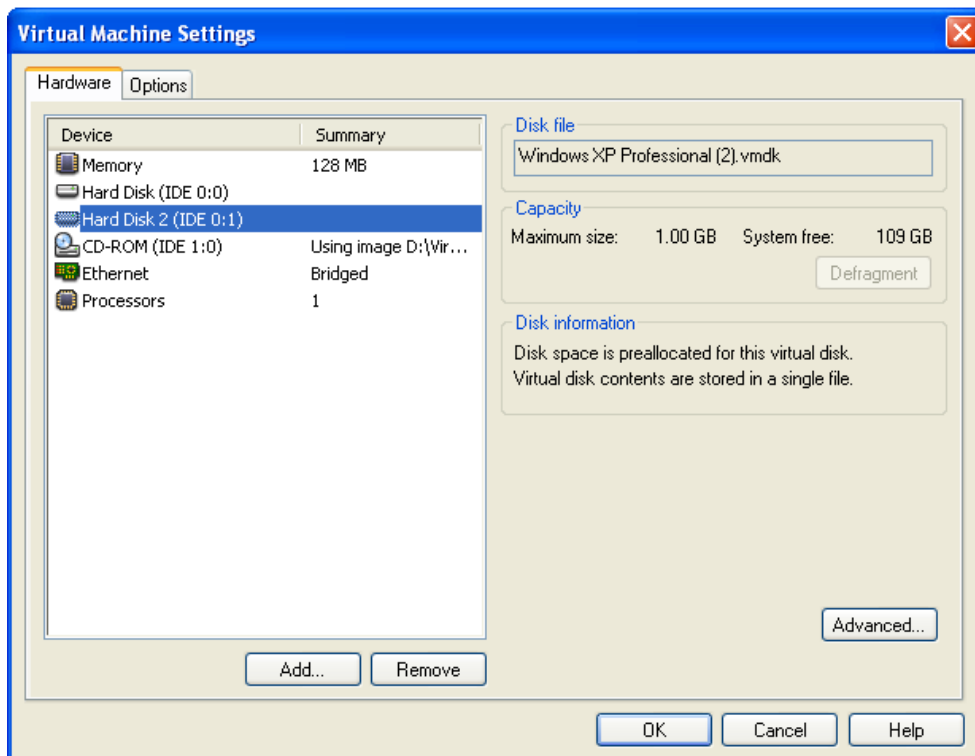 Virtual Machine Settings
Hardware Options
Device Summary
Memory 128 MB
Hard Disk (IDE 0:0)
Hard Disk 2 (IDE 0:1)
CD-ROM (IDE 1:0) Using image D:\Vir...
Ethernet Bridged
Processors 1
Add... Remove
Disk file
Windows XP Professional (2).vmdk
Capacity
Maximum size: 1.00 GB System free: 109 GB
Defragment
Disk information
Disk space is preallocated for this virtual disk.
Virtual disk contents are stored in a single file.
Advanced...
OK Cancel Help